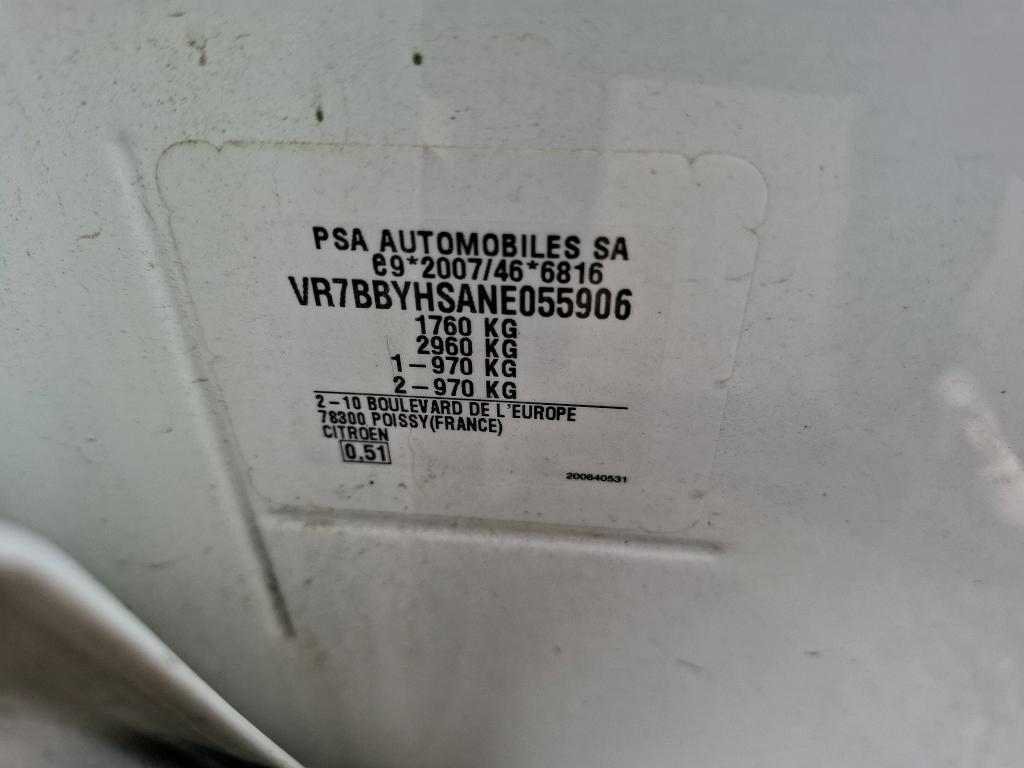 PSA AUTOMOBILES SA
e9*2007/46*6816
VR7BBYHSANE055906
1760 KG
2960 KG
1-970 KG
2-970 KG
2-10 BOULEVARD DE L'EUROPE
78300 POISSY(FRANCE)
CITROEN
0.51
200640531